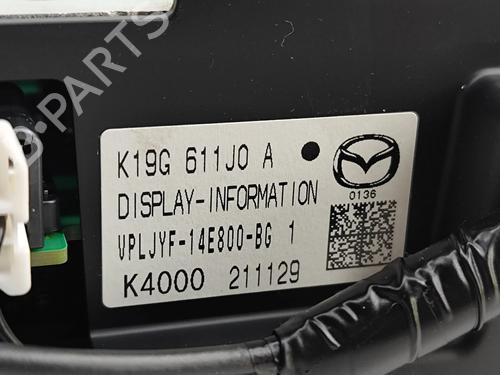 K19G 611J0 A
0136
DISPLAY-INFORMATION
VPLJYF-14E800-BG 1
K4000 211129
B-PARTS